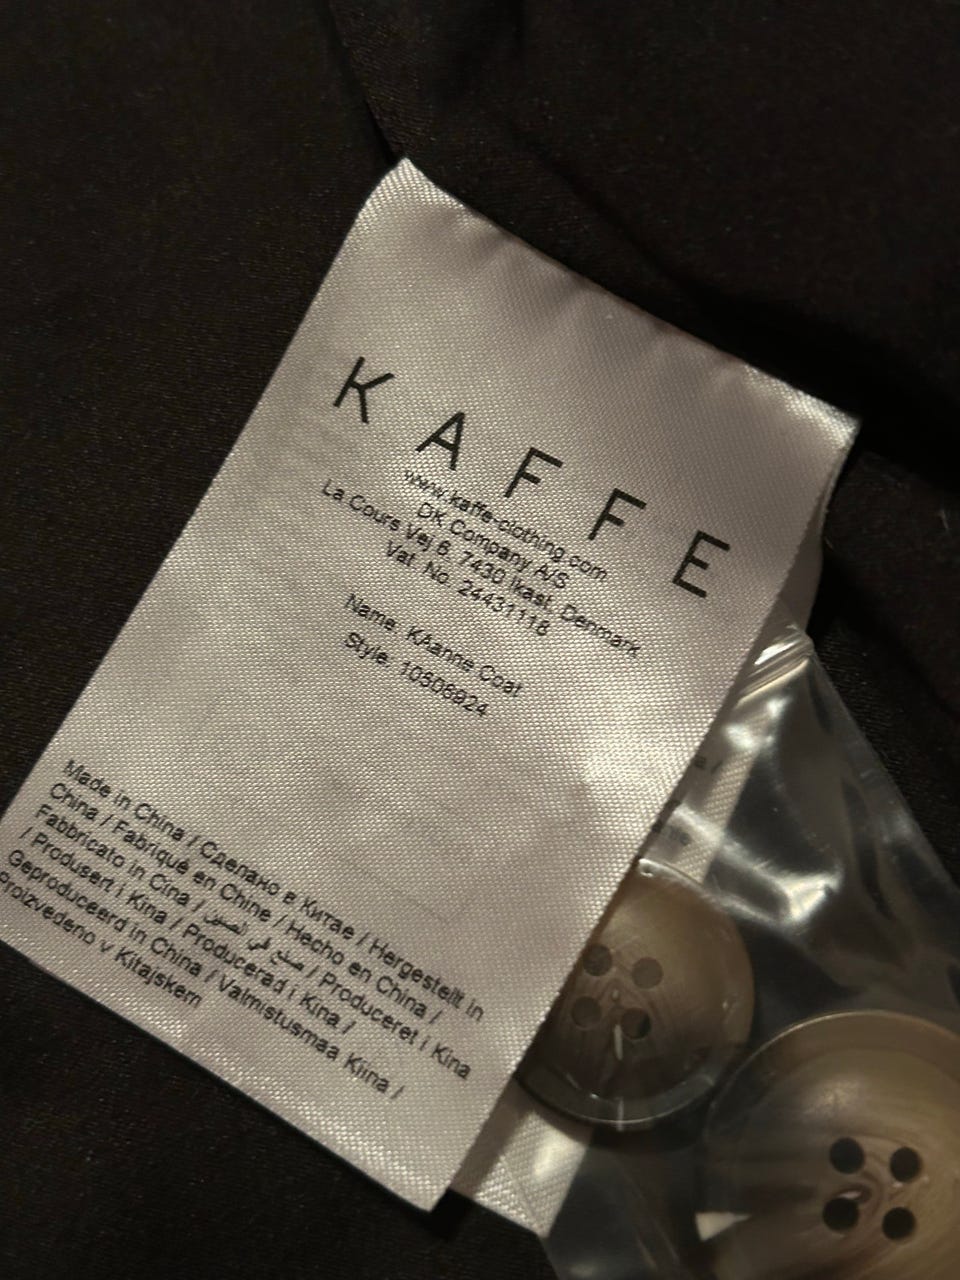 KAFFE
www.kaffe-clothing.com
DK Company A/S
La Cours Vej 6, 7430 Ikast, Denmark
Vat. No. 24431118
Name: KAanne Coat
Style: 10506924
Made in China / Сделано в Китае / Hergestellt in
China / Fabriqué en Chine / Hecho en China /
Fabbricato in Cina / صنع في الصين / Produceret i Kina
/ Produsert i Kina / Producerad i Kina /
Geproduceerd in China / Valmistusmaa Kiina /
Proizvedeno v Kitajskem